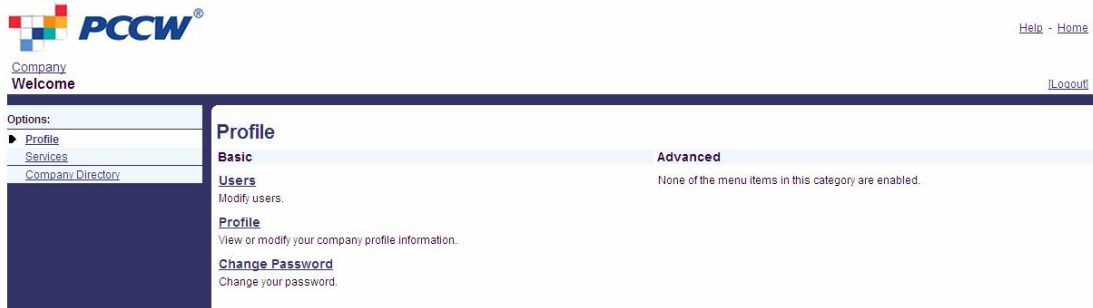 PCCW®
Help - Home
Company
Welcome
[Logout]
Options:
Profile
Services
Company Directory
Profile
Basic
Advanced
Users
Modify users.
None of the menu items in this category are enabled.
Profile
View or modify your company profile information.
Change Password
Change your password.